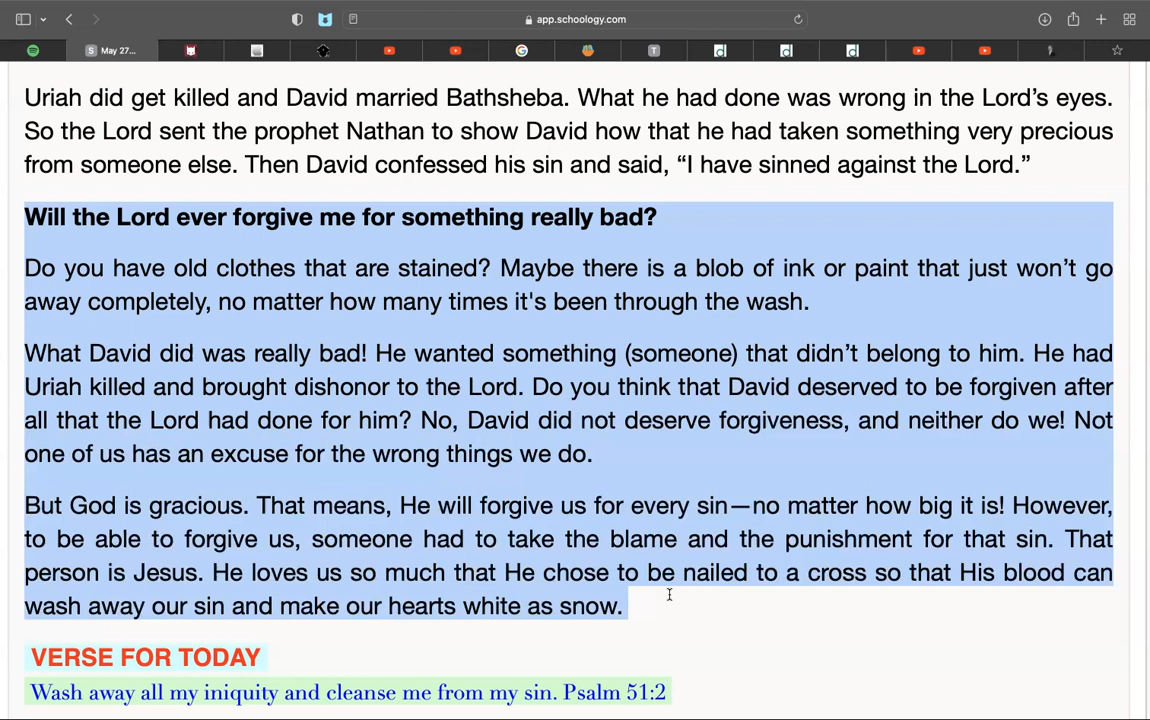 app.schoology.com
S May 27...
Uriah did get killed and David married Bathsheba. What he had done was wrong in the Lord’s eyes.
So the Lord sent the prophet Nathan to show David how that he had taken something very precious
from someone else. Then David confessed his sin and said, “I have sinned against the Lord.”
Will the Lord ever forgive me for something really bad?
Do you have old clothes that are stained? Maybe there is a blob of ink or paint that just won’t go
away completely, no matter how many times it's been through the wash.
What David did was really bad! He wanted something (someone) that didn’t belong to him. He had
Uriah killed and brought dishonor to the Lord. Do you think that David deserved to be forgiven after
all that the Lord had done for him? No, David did not deserve forgiveness, and neither do we! Not
one of us has an excuse for the wrong things we do.
But God is gracious. That means, He will forgive us for every sin—no matter how big it is! However,
to be able to forgive us, someone had to take the blame and the punishment for that sin. That
person is Jesus. He loves us so much that He chose to be nailed to a cross so that His blood can
wash away our sin and make our hearts white as snow.
VERSE FOR TODAY
Wash away all my iniquity and cleanse me from my sin. Psalm 51:2